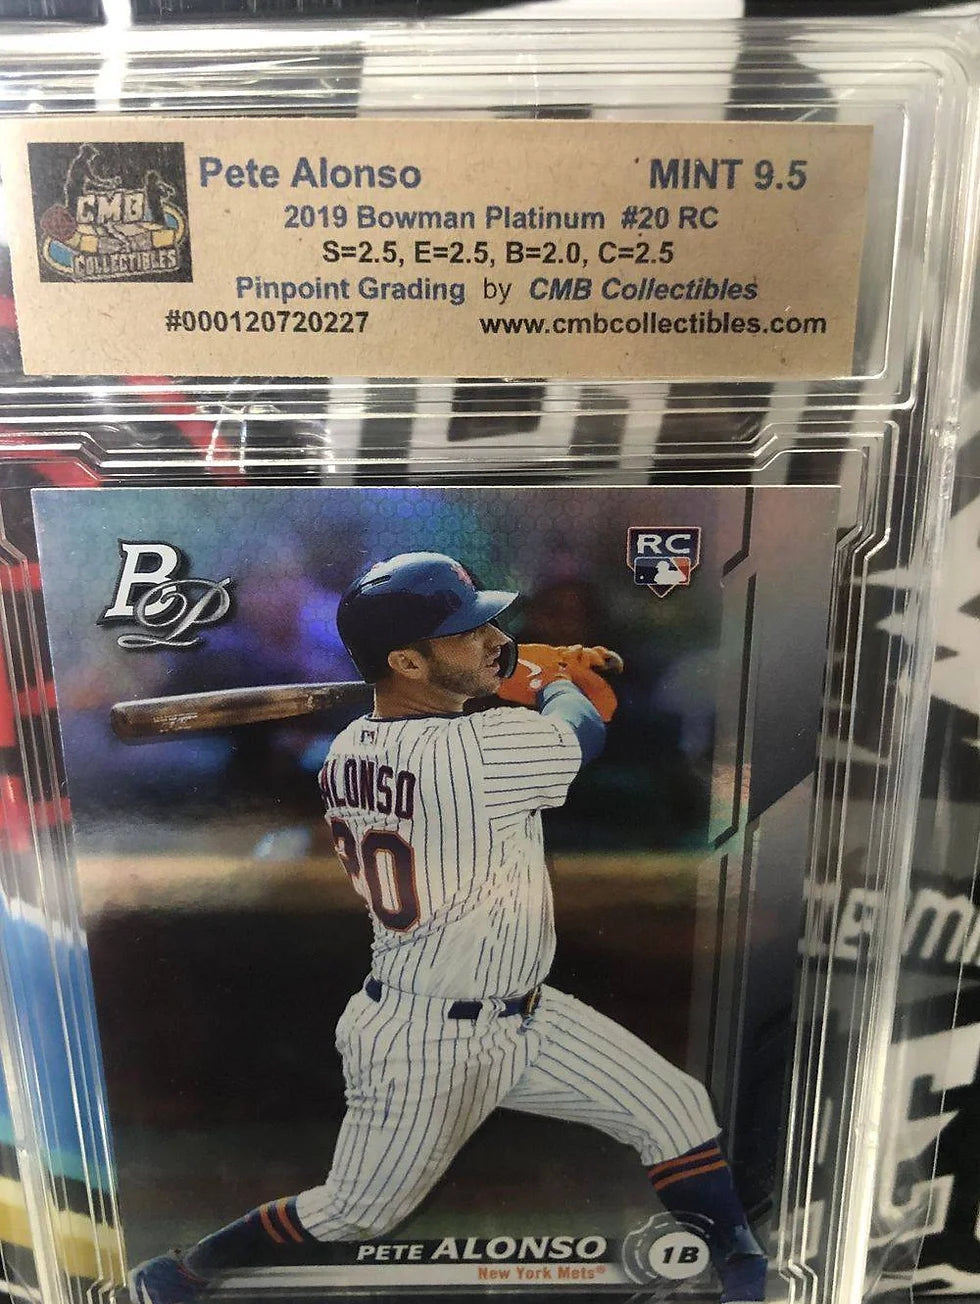 CMB
COLLECTIBLES
Pete Alonso MINT 9.5
2019 Bowman Platinum #20 RC
S=2.5, E=2.5, B=2.0, C=2.5
Pinpoint Grading by CMB Collectibles
#000120720227 www.cmbcollectibles.com
BP
RC
ALONSO
20
PETE ALONSO
1B
New York Mets®